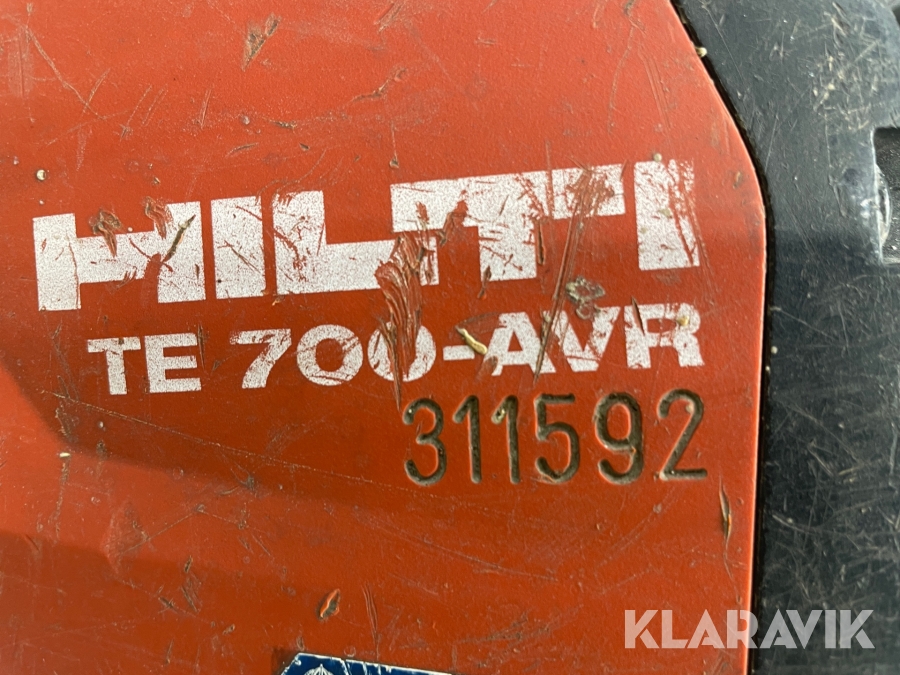 HILTI
TE 700-AVR
311592
KLARAVIK